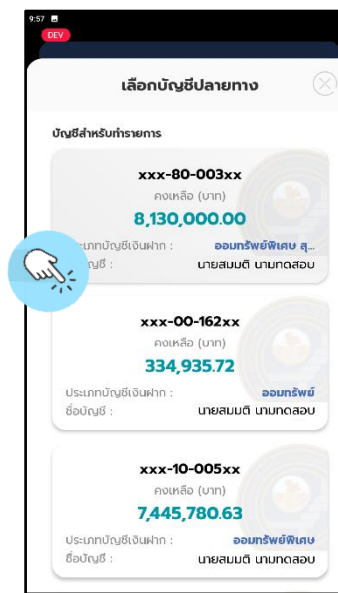 9:57
DEV
เลือกบัญชีปลายทาง
บัญชีสำหรับทำรายการ
xxx-80-003xx
คงเหลือ (บาท)
8,130,000.00
ประเภทบัญชีเงินฝาก : ออมทรัพย์พิเศษ สุ...
ชื่อบัญชี : นายสมมติ นามทดสอบ
xxx-00-162xx
คงเหลือ (บาท)
334,935.72
ประเภทบัญชีเงินฝาก : ออมทรัพย์
ชื่อบัญชี : นายสมมติ นามทดสอบ
xxx-10-005xx
คงเหลือ (บาท)
7,445,780.63
ประเภทบัญชีเงินฝาก : ออมทรัพย์พิเศษ
ชื่อบัญชี : นายสมมติ นามทดสอบ